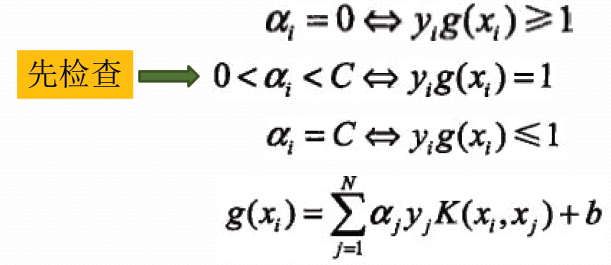 αᵢ = 0 ⇔ yᵢg(xᵢ) ⩾ 1
先检查 0 < αᵢ < C ⇔ yᵢg(xᵢ) = 1
αᵢ = C ⇔ yᵢg(xᵢ) ⩽ 1
g(xᵢ) = ∑_{j=1}^{N} αⱼyⱼK(xᵢ, xⱼ) + b